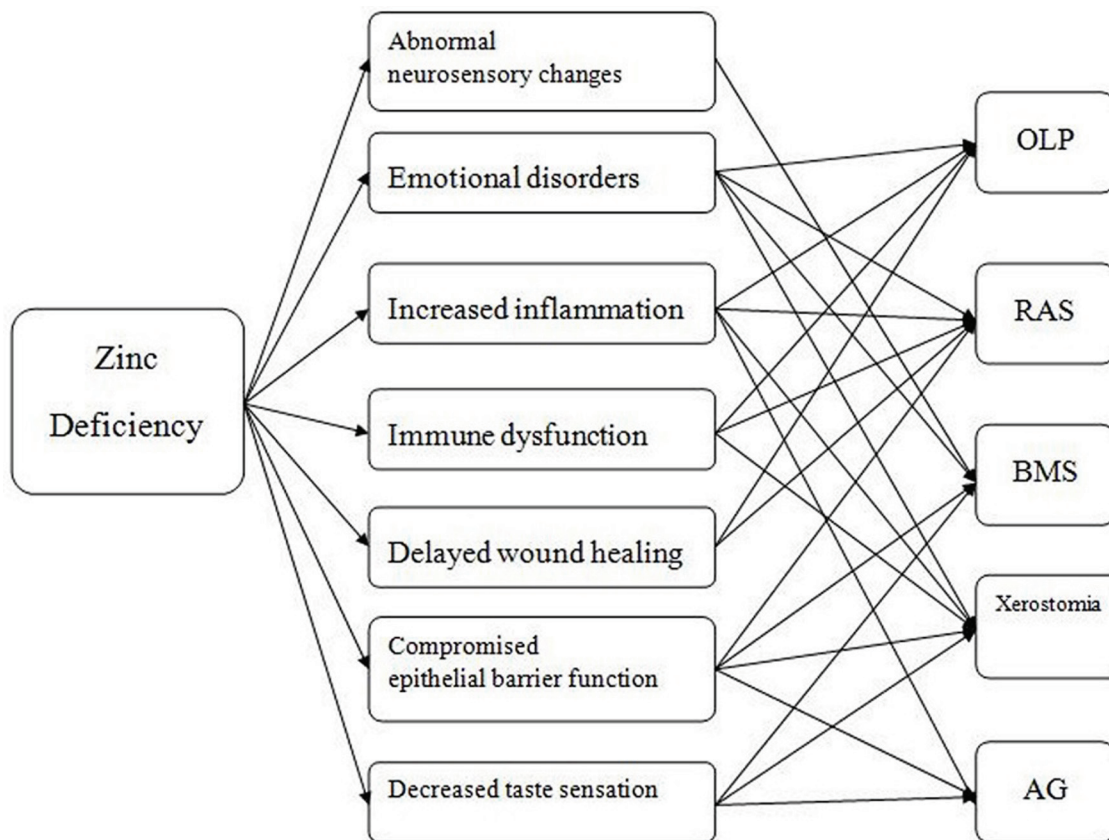 Zinc
Deficiency
Abnormal
neurosensory changes
Emotional disorders
Increased inflammation
Immune dysfunction
Delayed wound healing
Compromised
epithelial barrier function
Decreased taste sensation
OLP
RAS
BMS
Xerostomia
AG